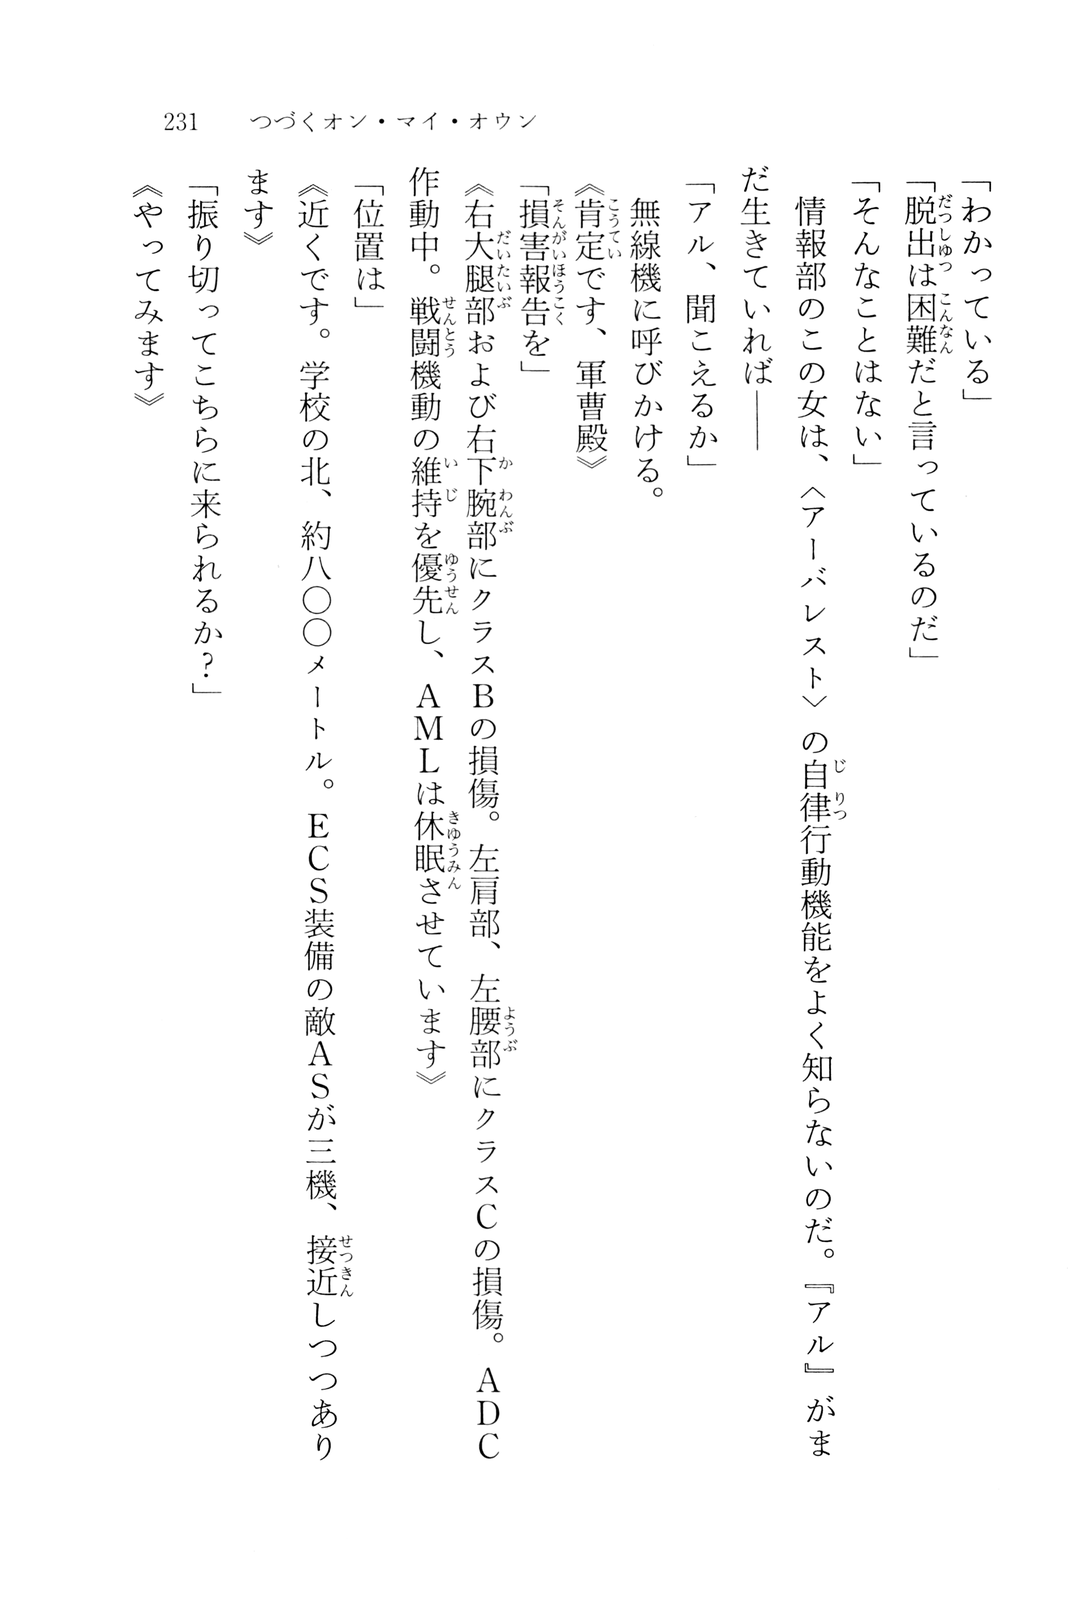 231　つづくオン・マイ・オウン
「わかっている」
「脱出は困難だと言っているのだ」
「そんなことはない」
　情報部のこの女は、〈アーバレスト〉の自律行動機能をよく知らないのだ。『アル』がま
だ生きていれば――
「アル、聞こえるか」
　無線機に呼びかける。
《肯定です、軍曹殿》
「損害報告を」
《右大腿部および右下腕部にクラスBの損傷。左肩部、左腰部にクラスCの損傷。ADC
作動中。戦闘機動の維持を優先し、AMLは休眠させています》
「位置は」
《近くです。学校の北、約八〇〇メートル。ECS装備の敵ASが三機、接近しつつあり
ます》
「振り切ってこちらに来られるか？」
《やってみます》